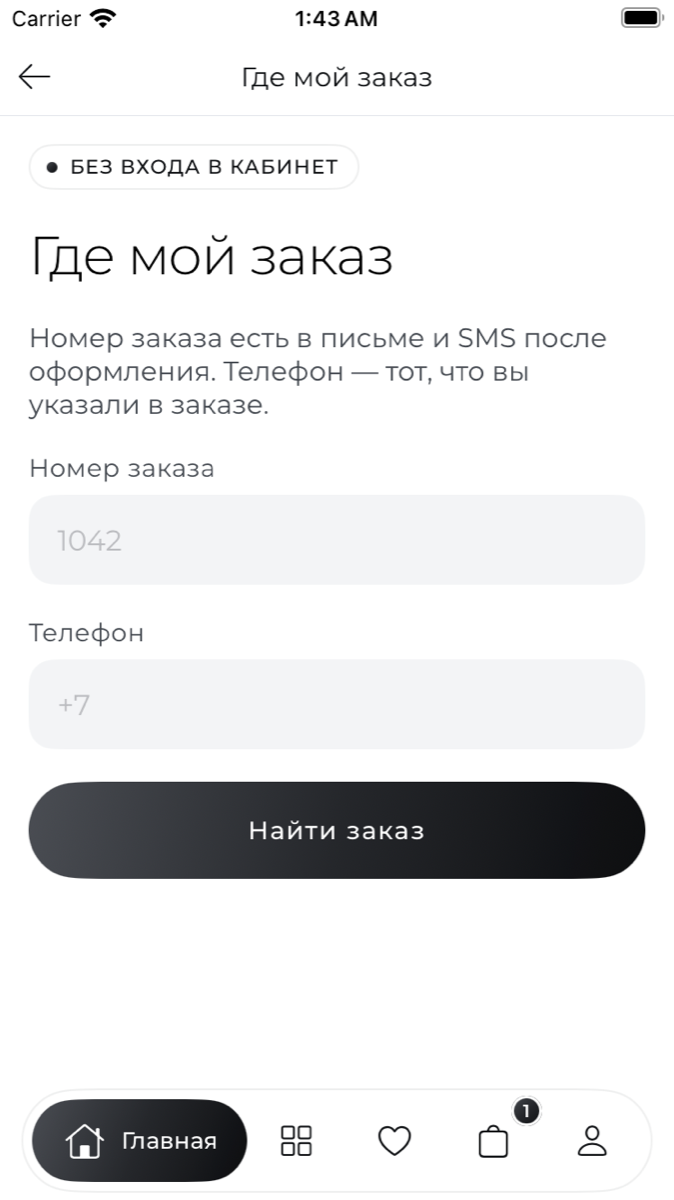 Carrier 1:43 AM
Где мой заказ
БЕЗ ВХОДА В КАБИНЕТ
Где мой заказ
Номер заказа есть в письме и SMS после
оформления. Телефон — тот, что вы
указали в заказе.
Номер заказа
1042
Телефон
+7
Найти заказ
1
Главная